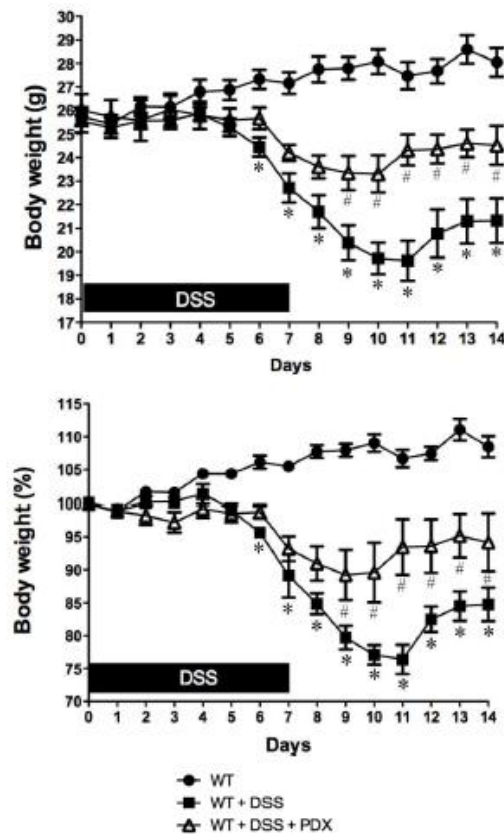 Body weight (g)
30
29
28
27
26
25
24
23
22
21
20
19
18
17
# # # # # #
* * * * * * * * *
DSS
0 1 2 3 4 5 6 7 8 9 10 11 12 13 14
Days
Body weight (%)
115
110
105
100
95
90
85
80
75
70
# # # # # #
* * * * * * * * *
DSS
0 1 2 3 4 5 6 7 8 9 10 11 12 13 14
Days
WT
WT + DSS
WT + DSS + PDX